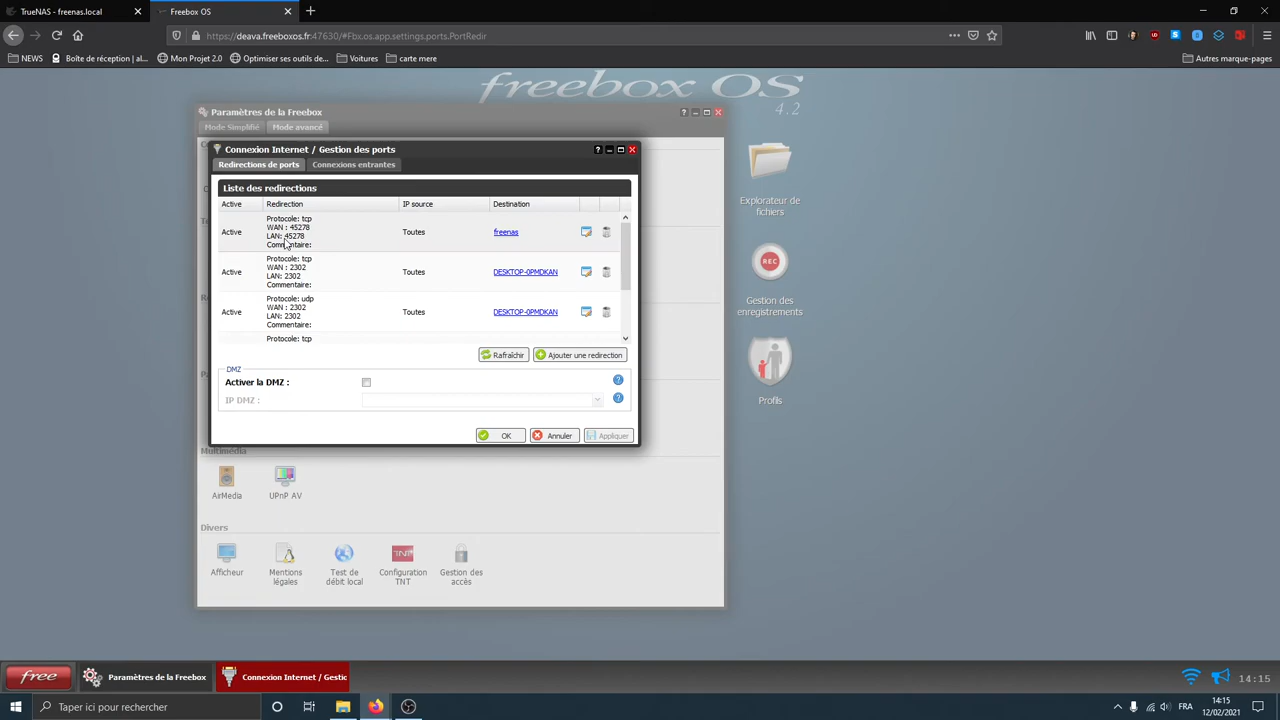 TrueNAS - freenas.local
Freebox OS
deava.freeboxos.fr:47630/#Fbx.os.app.settings.ports.PortRedir
NEWS
Boîte de réception | al...
Mon Projet 2.0
Optimiser ses outils de...
Voitures
carte mere
Autres marque-pages
freebox OS
4.2
Paramètres de la Freebox
Mode Simplifié
Mode avancé
Connexion Internet / Gestion des ports
Redirections de ports
Connexions entrantes
Liste des redirections
Active
Redirection
IP source
Destination
Active
Protocole: tcp
WAN : 45278
LAN: 45278
Commentaire:
Toutes
freenas
Active
Protocole: tcp
WAN : 2302
LAN: 2302
Commentaire:
Toutes
DESKTOP-0PMDKAN
Active
Protocole: udp
WAN : 2302
LAN: 2302
Commentaire:
Toutes
DESKTOP-0PMDKAN
Protocole: tcp
Rafraîchir
Ajouter une redirection
DMZ
Activer la DMZ :
IP DMZ :
OK
Annuler
Appliquer
Multimédia
AirMedia
UPnP AV
Divers
Afficheur
Mentions
légales
Test de
débit local
Configuration
TNT
Gestion des
accès
Explorateur de
fichiers
REC
Gestion des
enregistrements
Profils
free
Paramètres de la Freebox
Connexion Internet / Gestic
14:15
Taper ici pour rechercher
FRA
14:15
12/02/2021